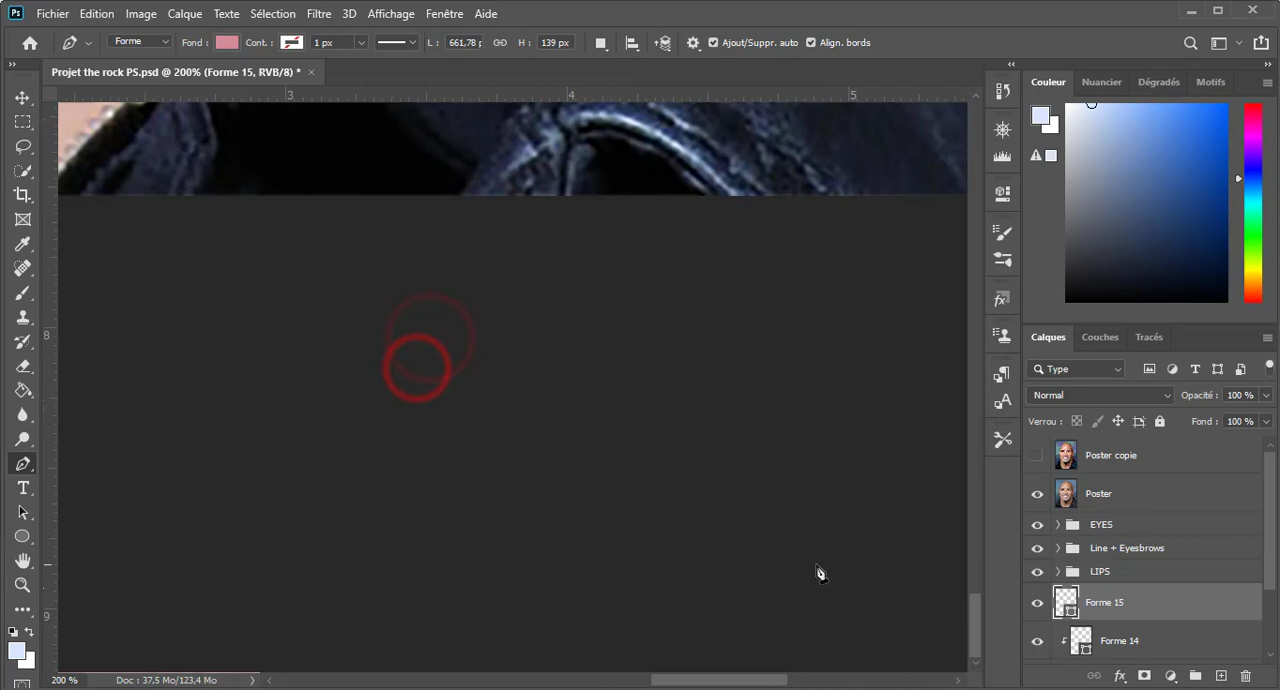 Ps Fichier Edition Image Calque Texte Sélection Filtre 3D Affichage Fenêtre Aide
Forme Fond : Cont. : 1 px L : 661,78 p H : 139 px Ajout/Suppr. auto Align. bords
Projet the rock PS.psd @ 200% (Forme 15, RVB/8) * ×
3 4 5
8
9
200 % Doc : 37,5 Mo/123,4 Mo
Couleur Nuancier Dégradés Motifs
Calques Couches Tracés
Type
Normal Opacité : 100 %
Verrou : Fond : 100 %
Poster copie
Poster
EYES
Line + Eyesbrows
LIPS
Forme 15
Forme 14